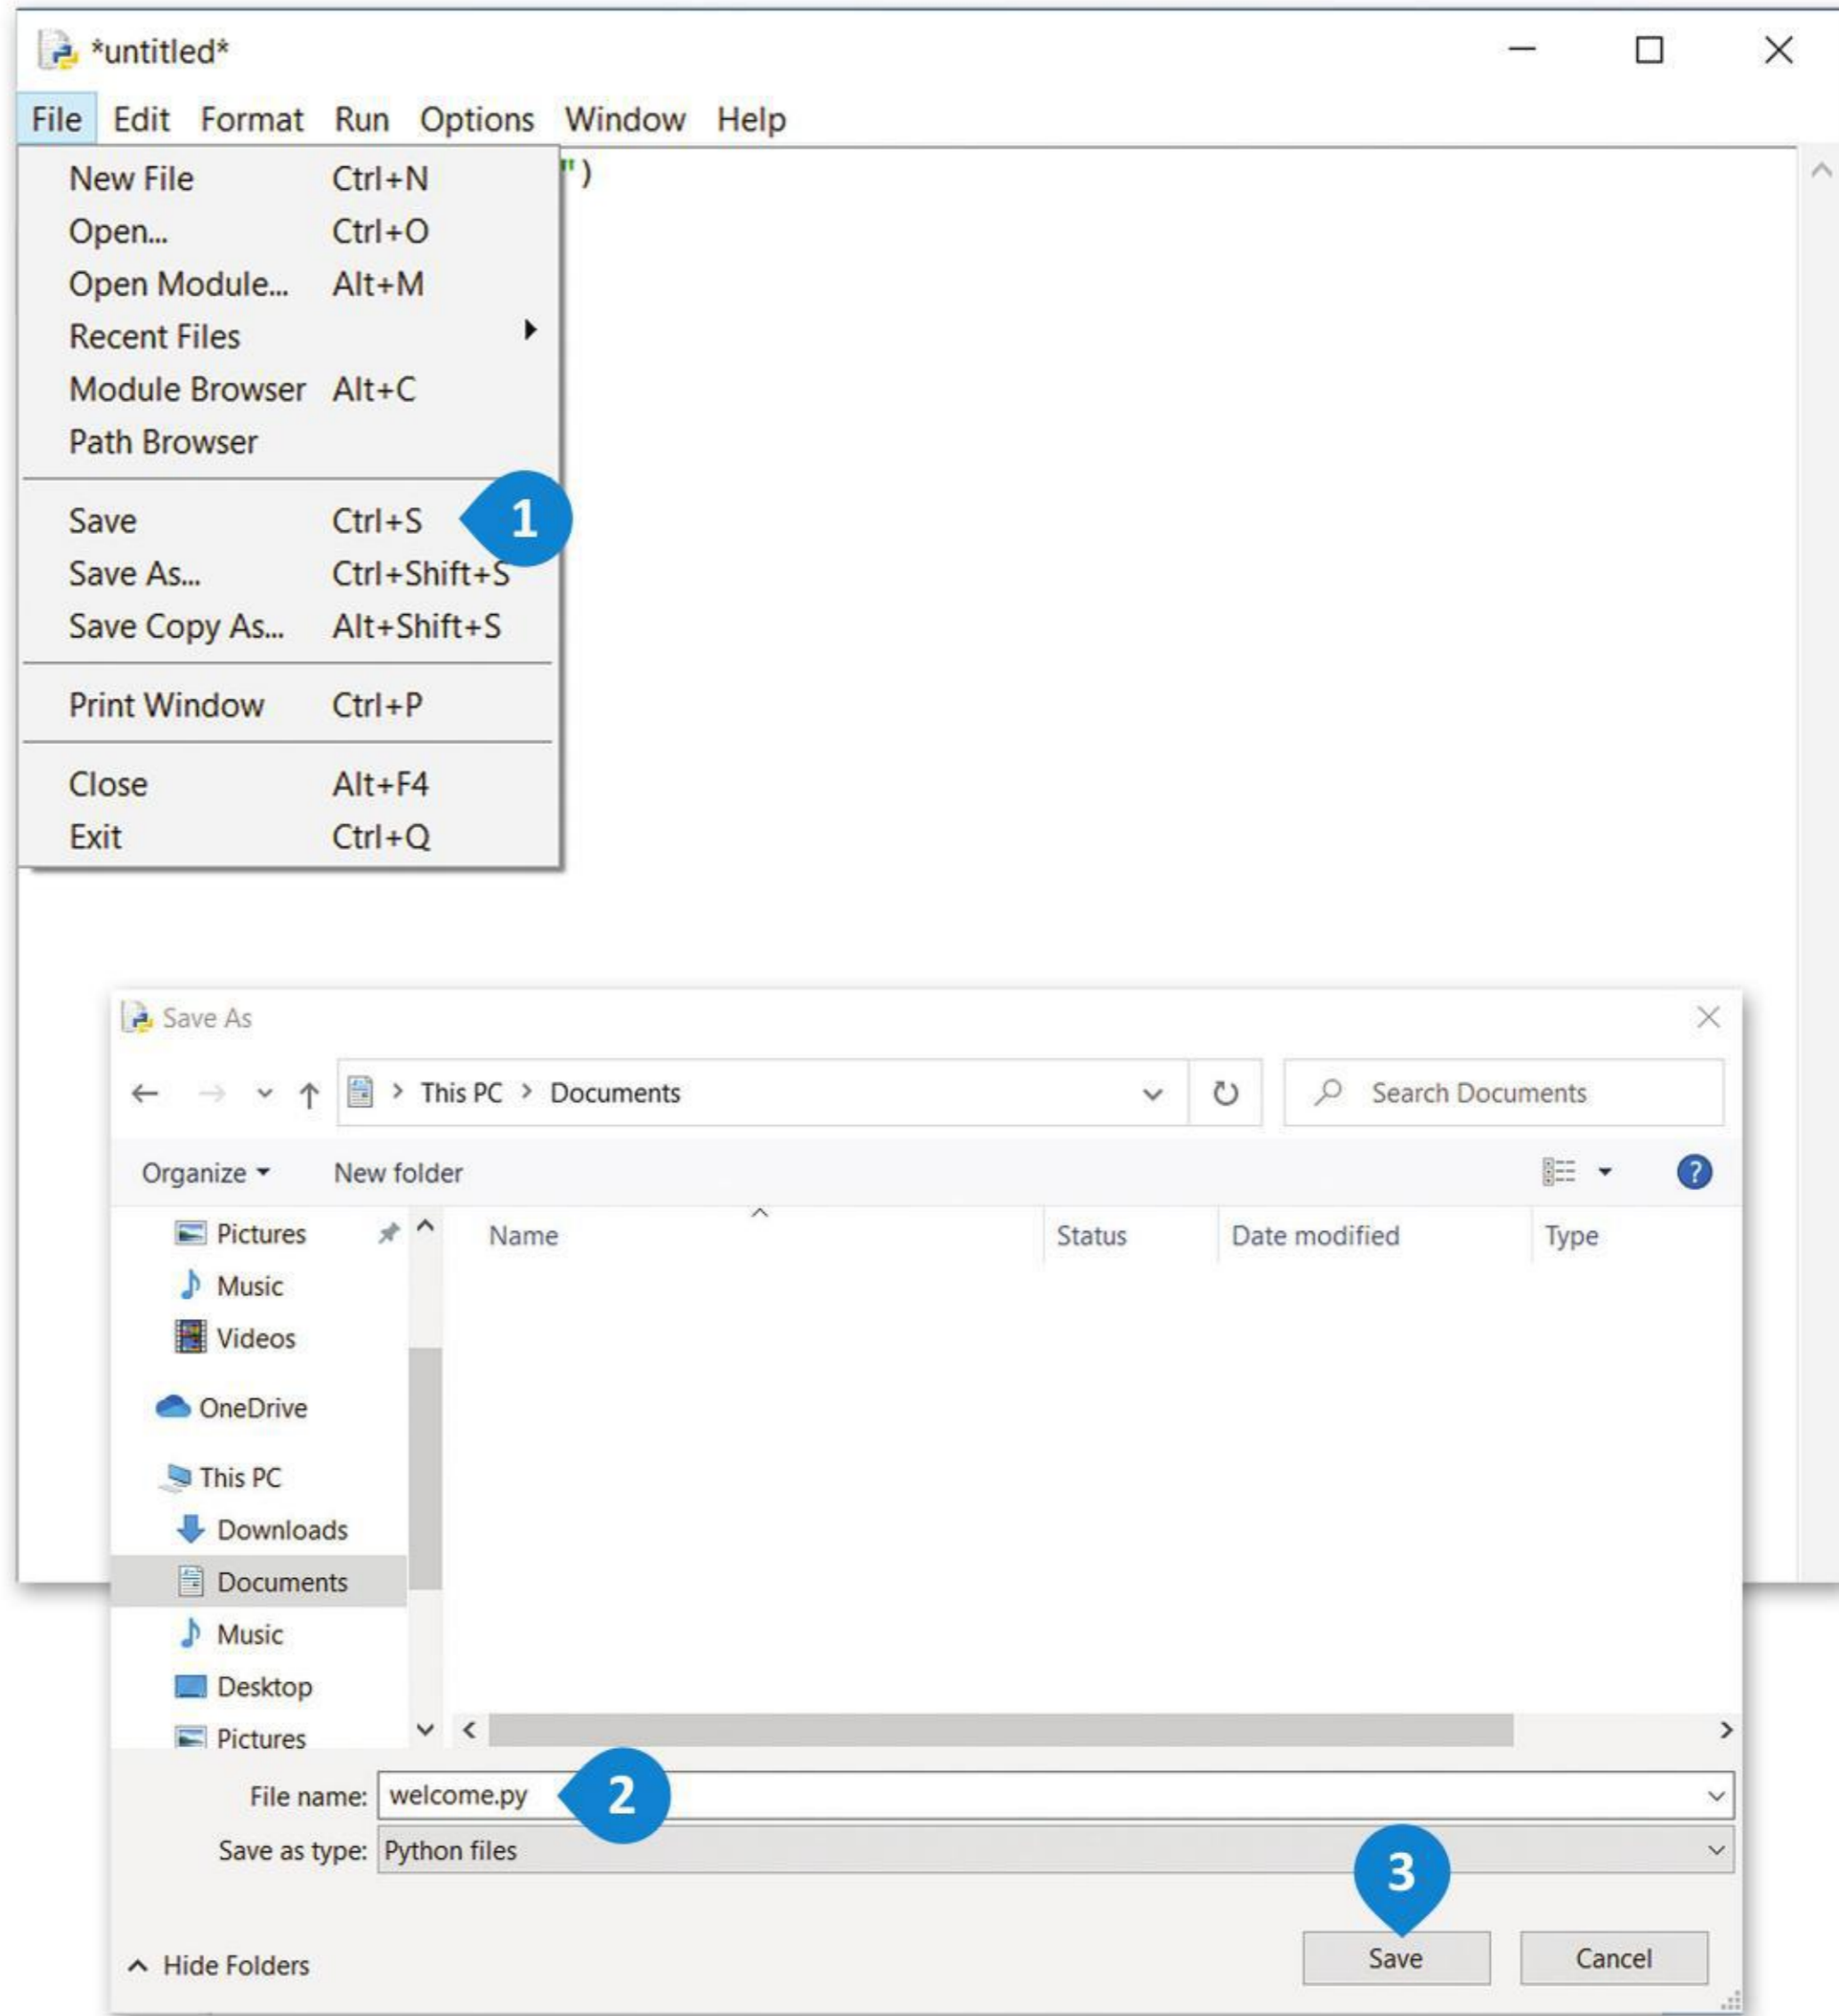 *untitled*
File Edit Format Run Options Window Help
")
New File Ctrl+N
Open... Ctrl+O
Open Module... Alt+M
Recent Files
Module Browser Alt+C
Path Browser
Save Ctrl+S 1
Save As... Ctrl+Shift+S
Save Copy As... Alt+Shift+S
Print Window Ctrl+P
Close Alt+F4
Exit Ctrl+Q
Save As
> This PC > Documents
Search Documents
Organize New folder
?
Name Status Date modified Type
Pictures
Music
Videos
OneDrive
This PC
Downloads
Documents
Music
Desktop
Pictures
File name: welcome.py 2
Save as type: Python files
3
Hide Folders Save Cancel